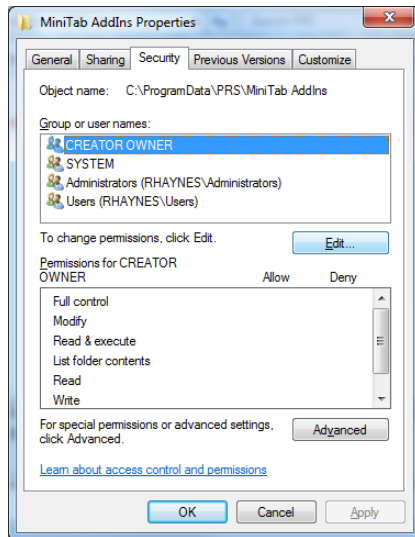 MiniTab AddIns Properties
General Sharing Security Previous Versions Customize
Object name: C:\ProgramData\PRS\MiniTab AddIns
Group or user names:
CREATOR OWNER
SYSTEM
Administrators (RHAYNES\Administrators)
Users (RHAYNES\Users)
To change permissions, click Edit.
Edit...
Permissions for CREATOR
OWNER Allow Deny
Full control
Modify
Read & execute
List folder contents
Read
Write
For special permissions or advanced settings,
click Advanced.
Advanced
Learn about access control and permissions
OK Cancel Apply